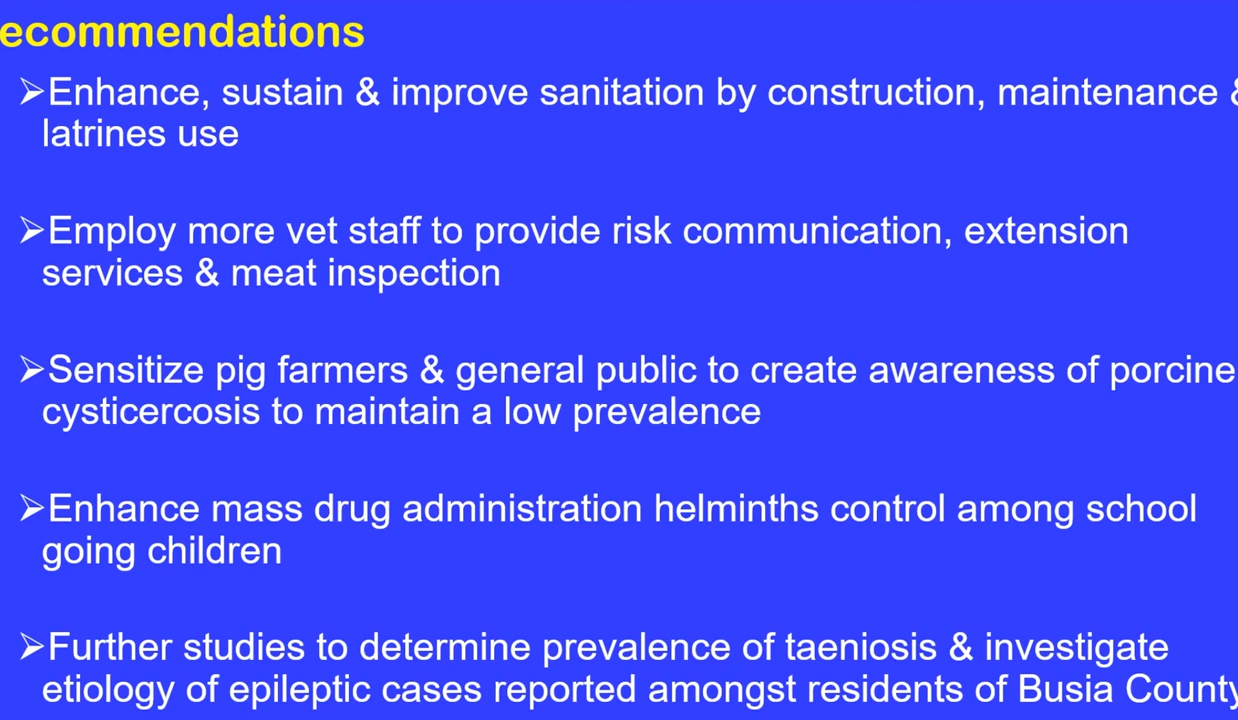 ecommendations
➢Enhance, sustain & improve sanitation by construction, maintenance &
latrines use
➢Employ more vet staff to provide risk communication, extension
services & meat inspection
➢Sensitize pig farmers & general public to create awareness of porcine
cysticercosis to maintain a low prevalence
➢Enhance mass drug administration helminths control among school
going children
➢Further studies to determine prevalence of taeniosis & investigate
etiology of epileptic cases reported amongst residents of Busia County